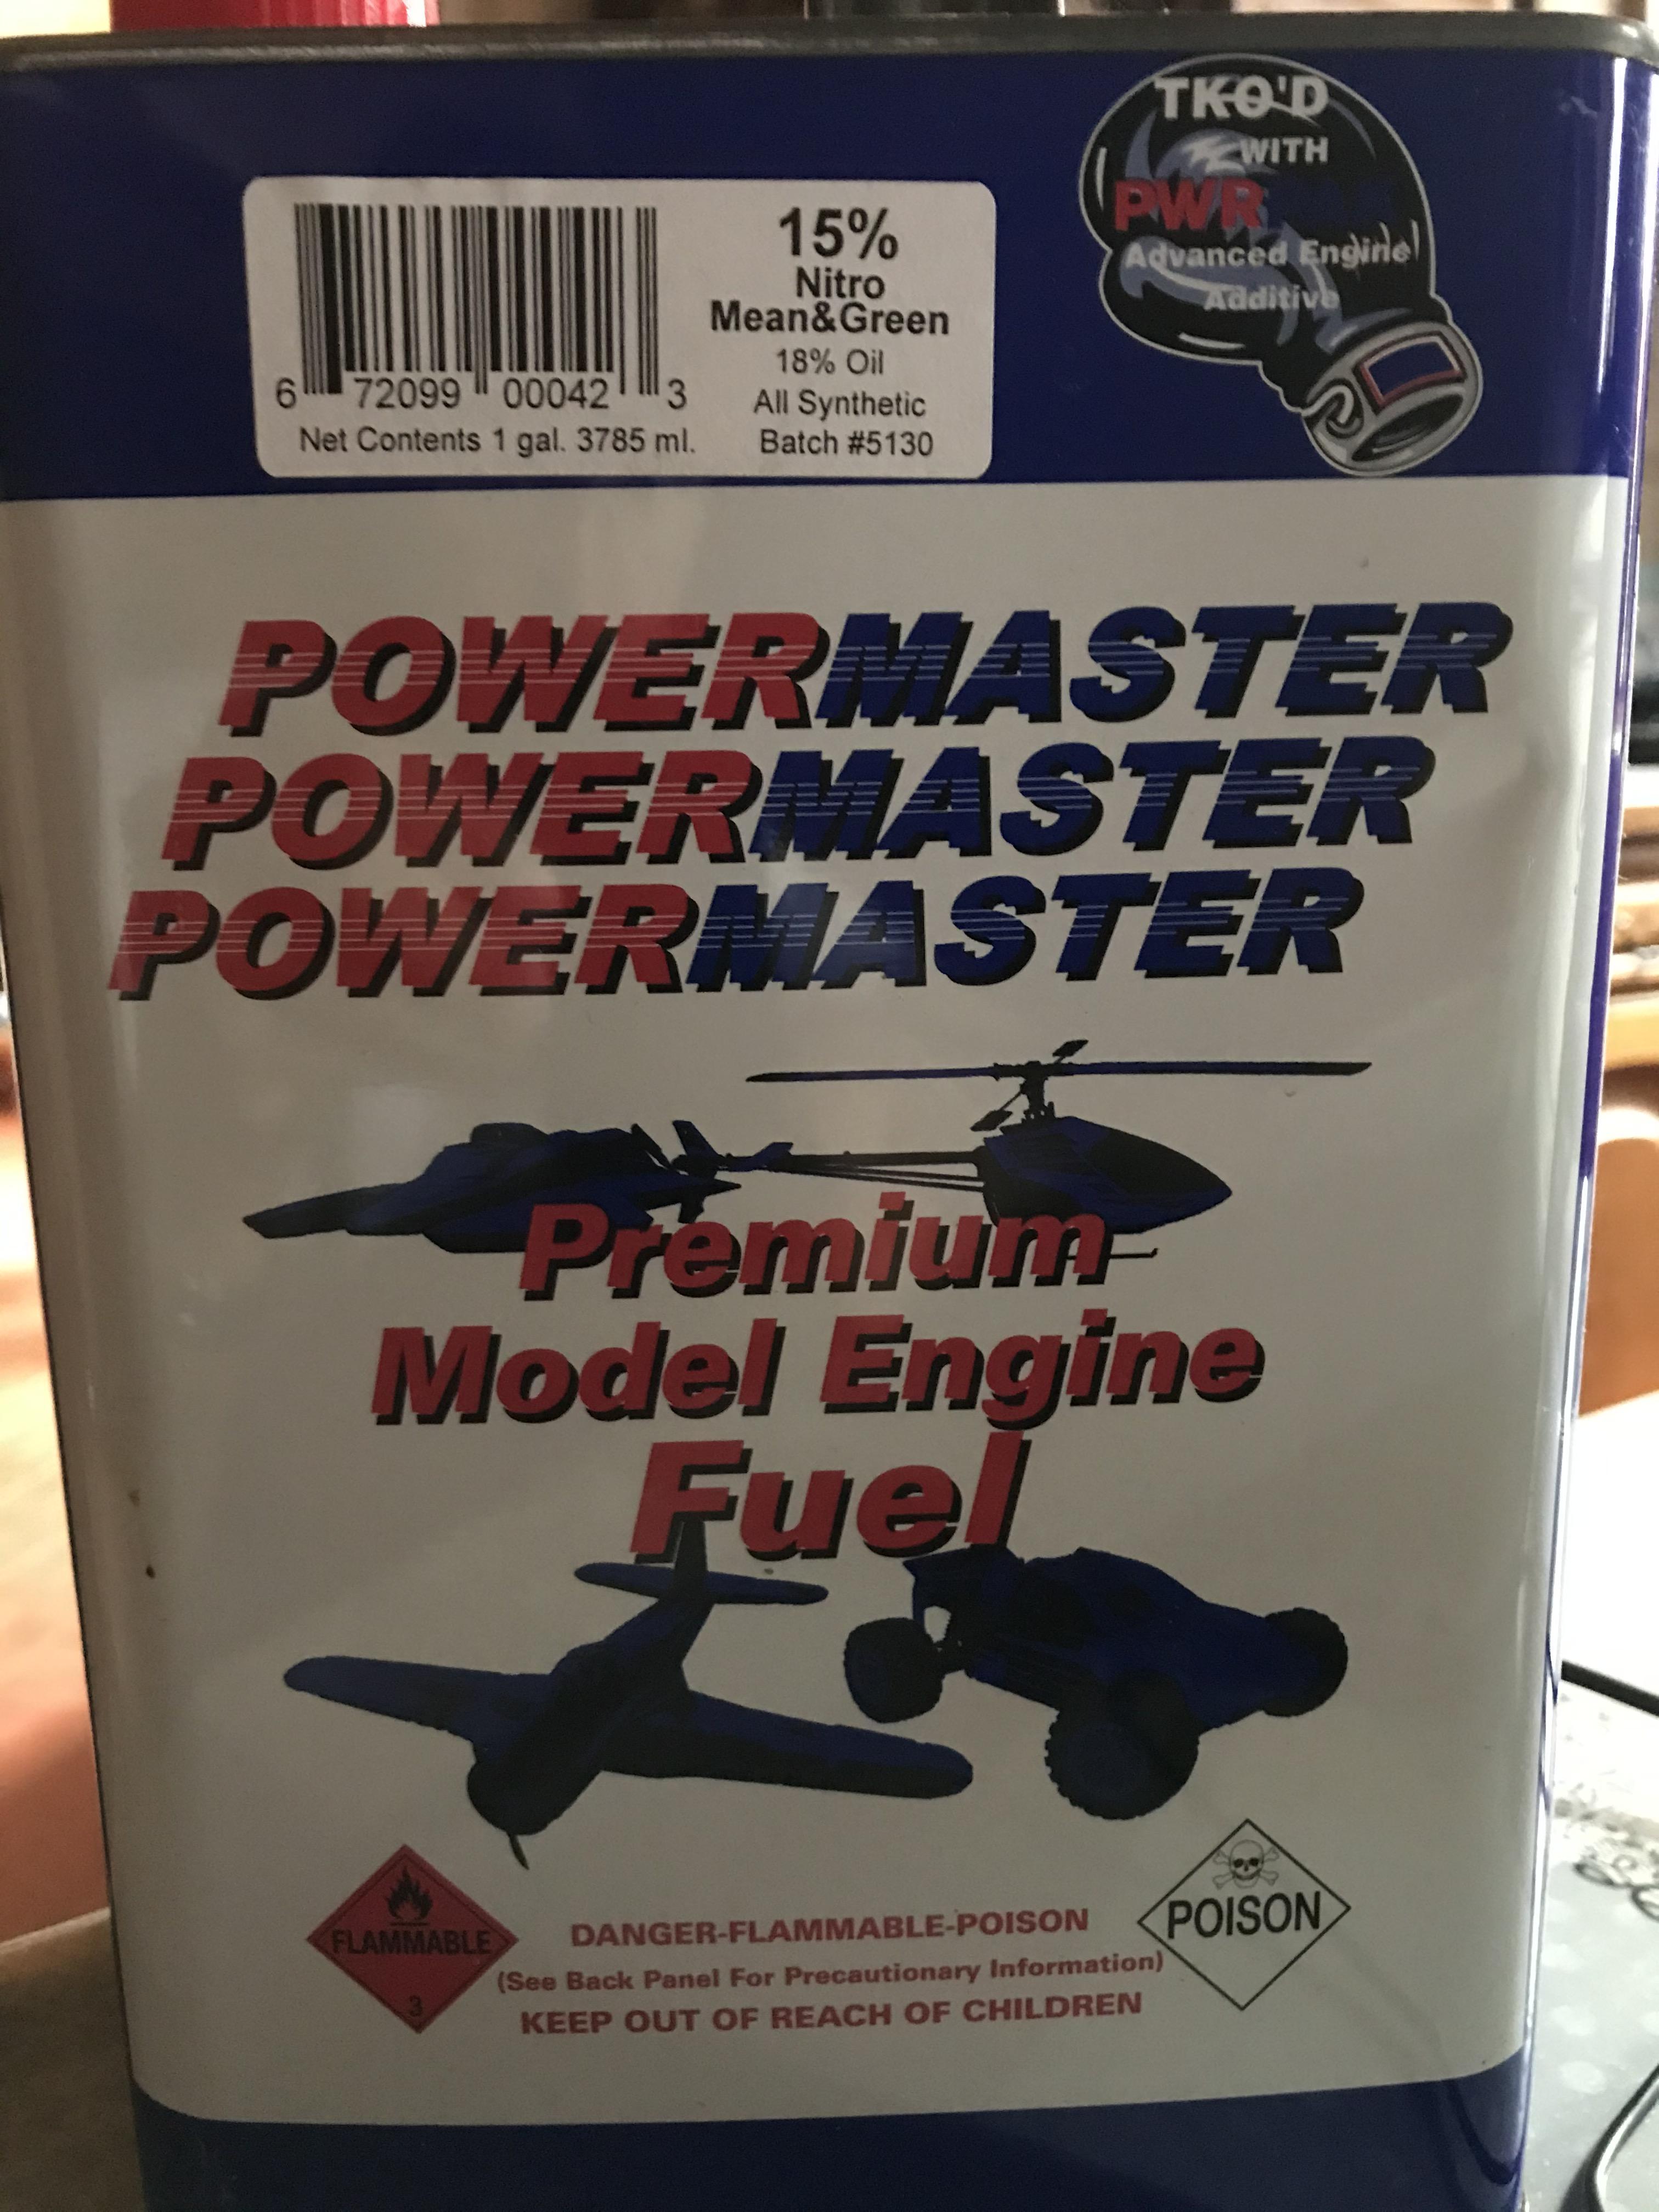 TKO'D
WITH
PWR
Advanced Engine
Additive
15%
Nitro
Mean&Green
18% Oil
All Synthetic
Batch #5130
6 72099 00042 3
Net Contents 1 gal. 3785 ml.
POWERMASTER
POWERMASTER
POWERMASTER
Premium
Model Engine
Fuel
FLAMMABLE
3
DANGER-FLAMMABLE-POISON
(See Back Panel For Precautionary Information)
KEEP OUT OF REACH OF CHILDREN
POISON